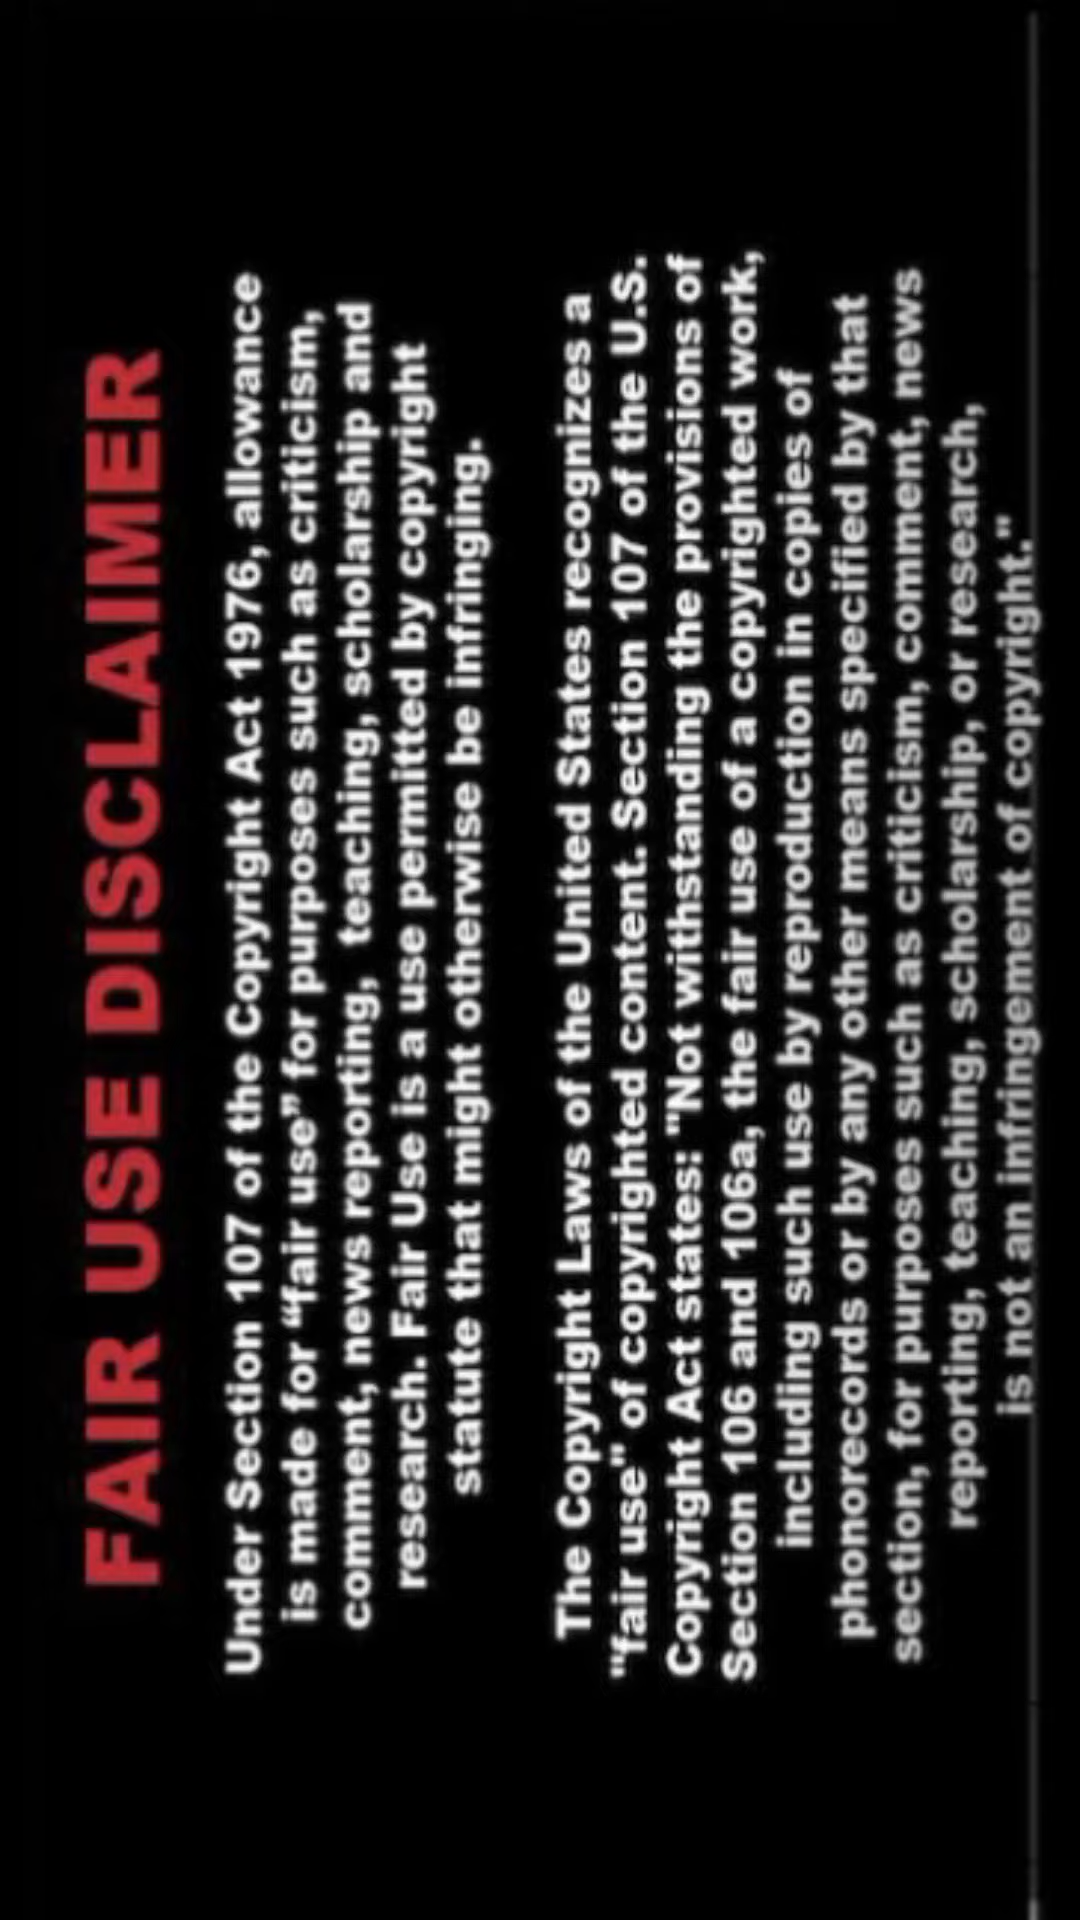 FAIR USE DISCLAIMER
Under Section 107 of the Copyright Act 1976, allowance
is made for “fair use” for purposes such as criticism,
comment, news reporting, teaching, scholarship and
research. Fair Use is a use permitted by copyright
statute that might otherwise be infringing.
The Copyright Laws of the United States recognizes a
"fair use" of copyrighted content. Section 107 of the U.S.
Copyright Act states: "Not withstanding the provisions of
Section 106 and 106a, the fair use of a copyrighted work,
including such use by reproduction in copies of
phonorecords or by any other means specified by that
section, for purposes such as criticism, comment, news
reporting, teaching, scholarship, or research,
is not an infringement of copyright."